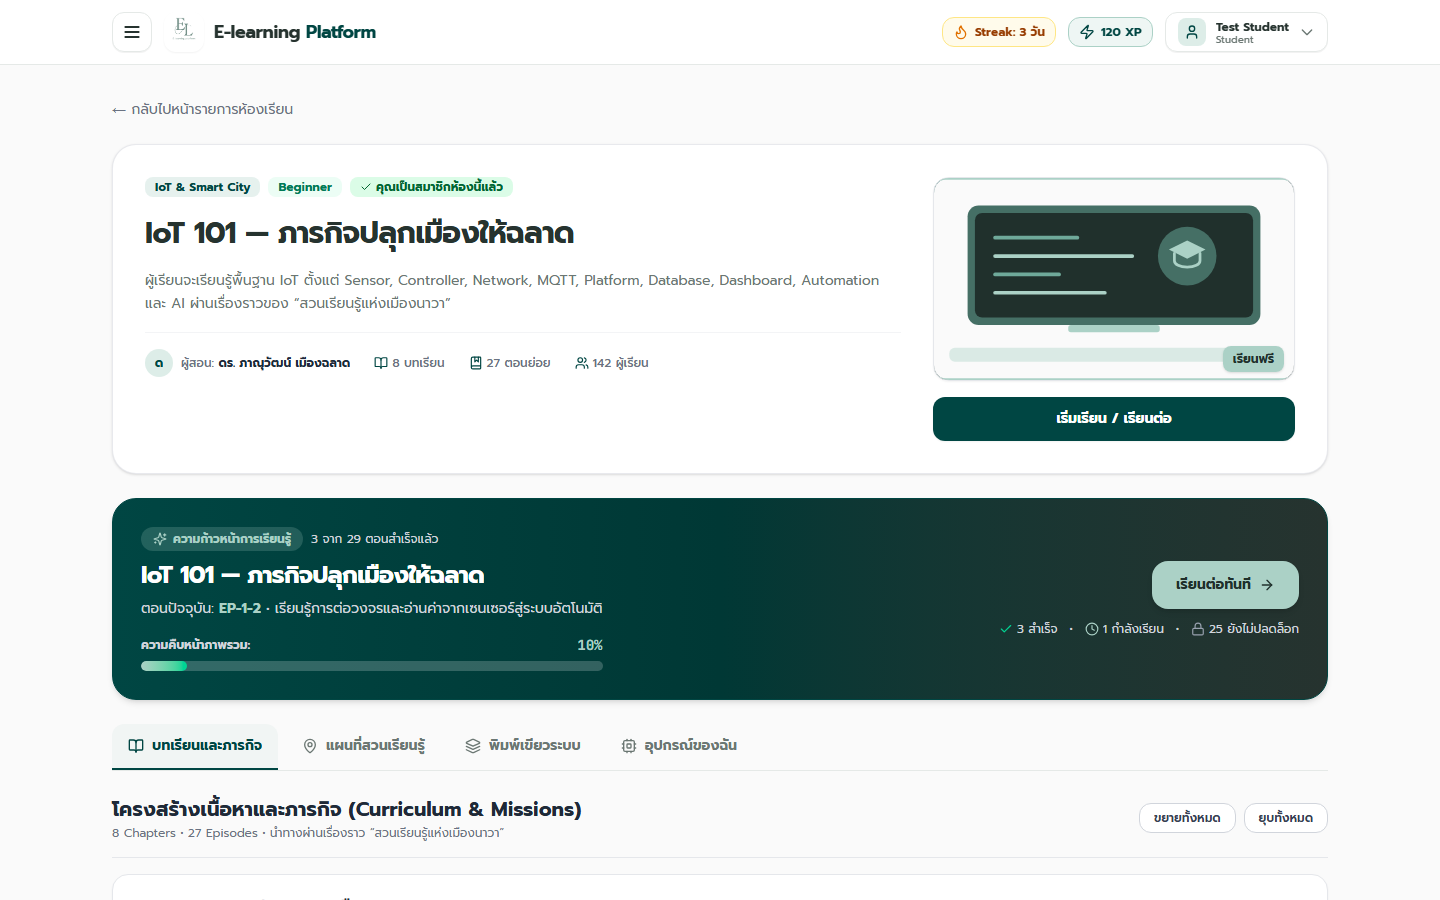 EL
E-learning Platform
Streak: 3 วัน
120 XP
Test Student
Student
← กลับไปหน้ารายการห้องเรียน
IoT & Smart City
Beginner
คุณเป็นสมาชิกห้องนี้แล้ว
IoT 101 — ภารกิจปลุกเมืองให้ฉลาด
ผู้เรียนจะเรียนรู้พื้นฐาน IoT ตั้งแต่ Sensor, Controller, Network, MQTT, Platform, Database, Dashboard, Automation
และ AI ผ่านเรื่องราวของ “สวนเรียนรู้แห่งเมืองนาวา”
ด
ผู้สอน: ดร. ภาณุวัฒน์ เมืองฉลาด
8 บทเรียน
27 ตอนย่อย
142 ผู้เรียน
เรียนฟรี
เริ่มเรียน / เรียนต่อ
ความก้าวหน้าการเรียนรู้
3 จาก 29 ตอนสำเร็จแล้ว
IoT 101 — ภารกิจปลุกเมืองให้ฉลาด
ตอนปัจจุบัน: EP-1-2 • เรียนรู้การต่อวงจรและอ่านค่าจากเซนเซอร์สู่ระบบอัตโนมัติ
ความคืบหน้าภาพรวม:
10%
เรียนต่อทันที →
3 สำเร็จ • 1 กำลังเรียน • 25 ยังไม่ปลดล็อก
บทเรียนและภารกิจ
แผนที่สวนเรียนรู้
พิมพ์เขียวระบบ
อุปกรณ์ของฉัน
โครงสร้างเนื้อหาและภารกิจ (Curriculum & Missions)
8 Chapters • 27 Episodes • นำทางผ่านเรื่องราว “สวนเรียนรู้แห่งเมืองนาวา”
ขยายทั้งหมด
ยุบทั้งหมด